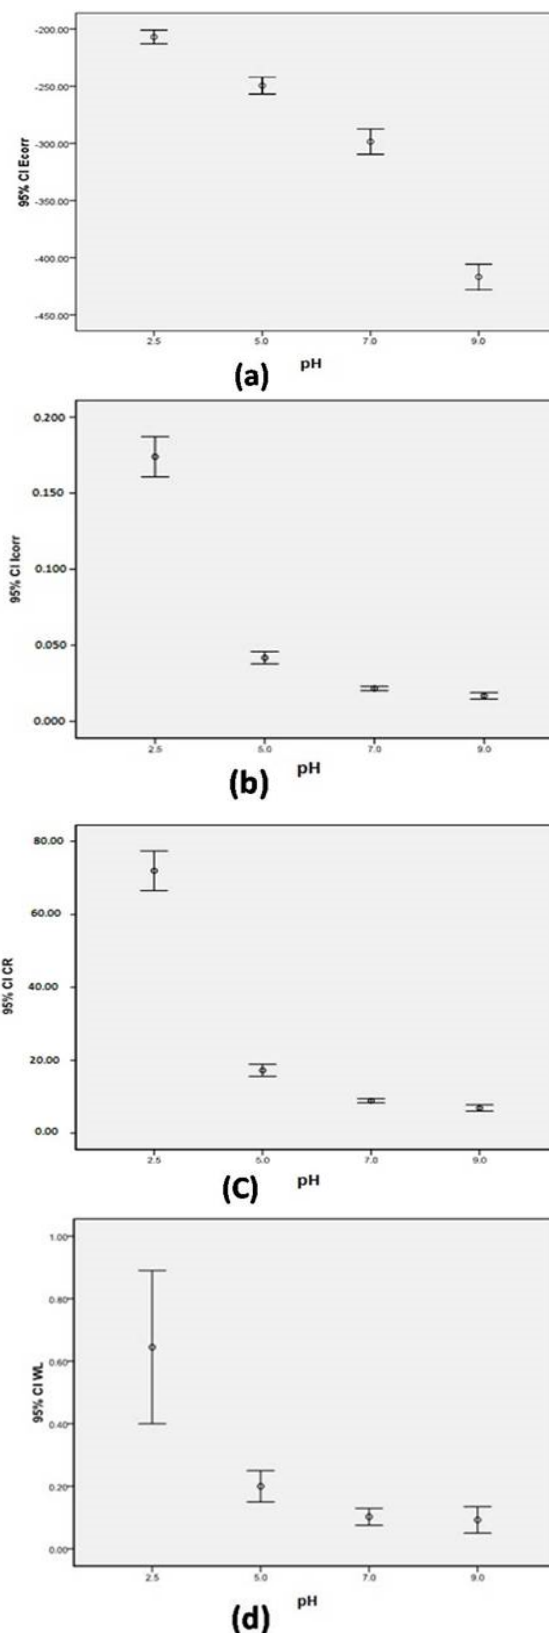 -200.00
-250.00
-300.00
-350.00
-400.00
-450.00
95% CI Ecorr
2.5 5.0 7.0 9.0
pH
(a)
0.200
0.150
0.100
0.050
0.000
95% CI Icorr
2.5 5.0 7.0 9.0
pH
(b)
80.00
60.00
40.00
20.00
0.00
95% CI CR
2.5 5.0 7.0 9.0
pH
(C)
1.00
0.80
0.60
0.40
0.20
0.00
95% CI WL
2.5 5.0 7.0 9.0
pH
(d)